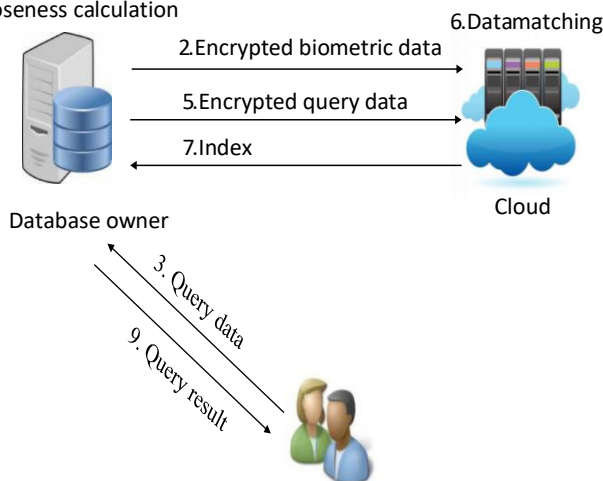 calculation
6.Datamatching
2.Encrypted biometric data
5.Encrypted query data
7.Index
Cloud
Database owner
3. Query data
9. Query result